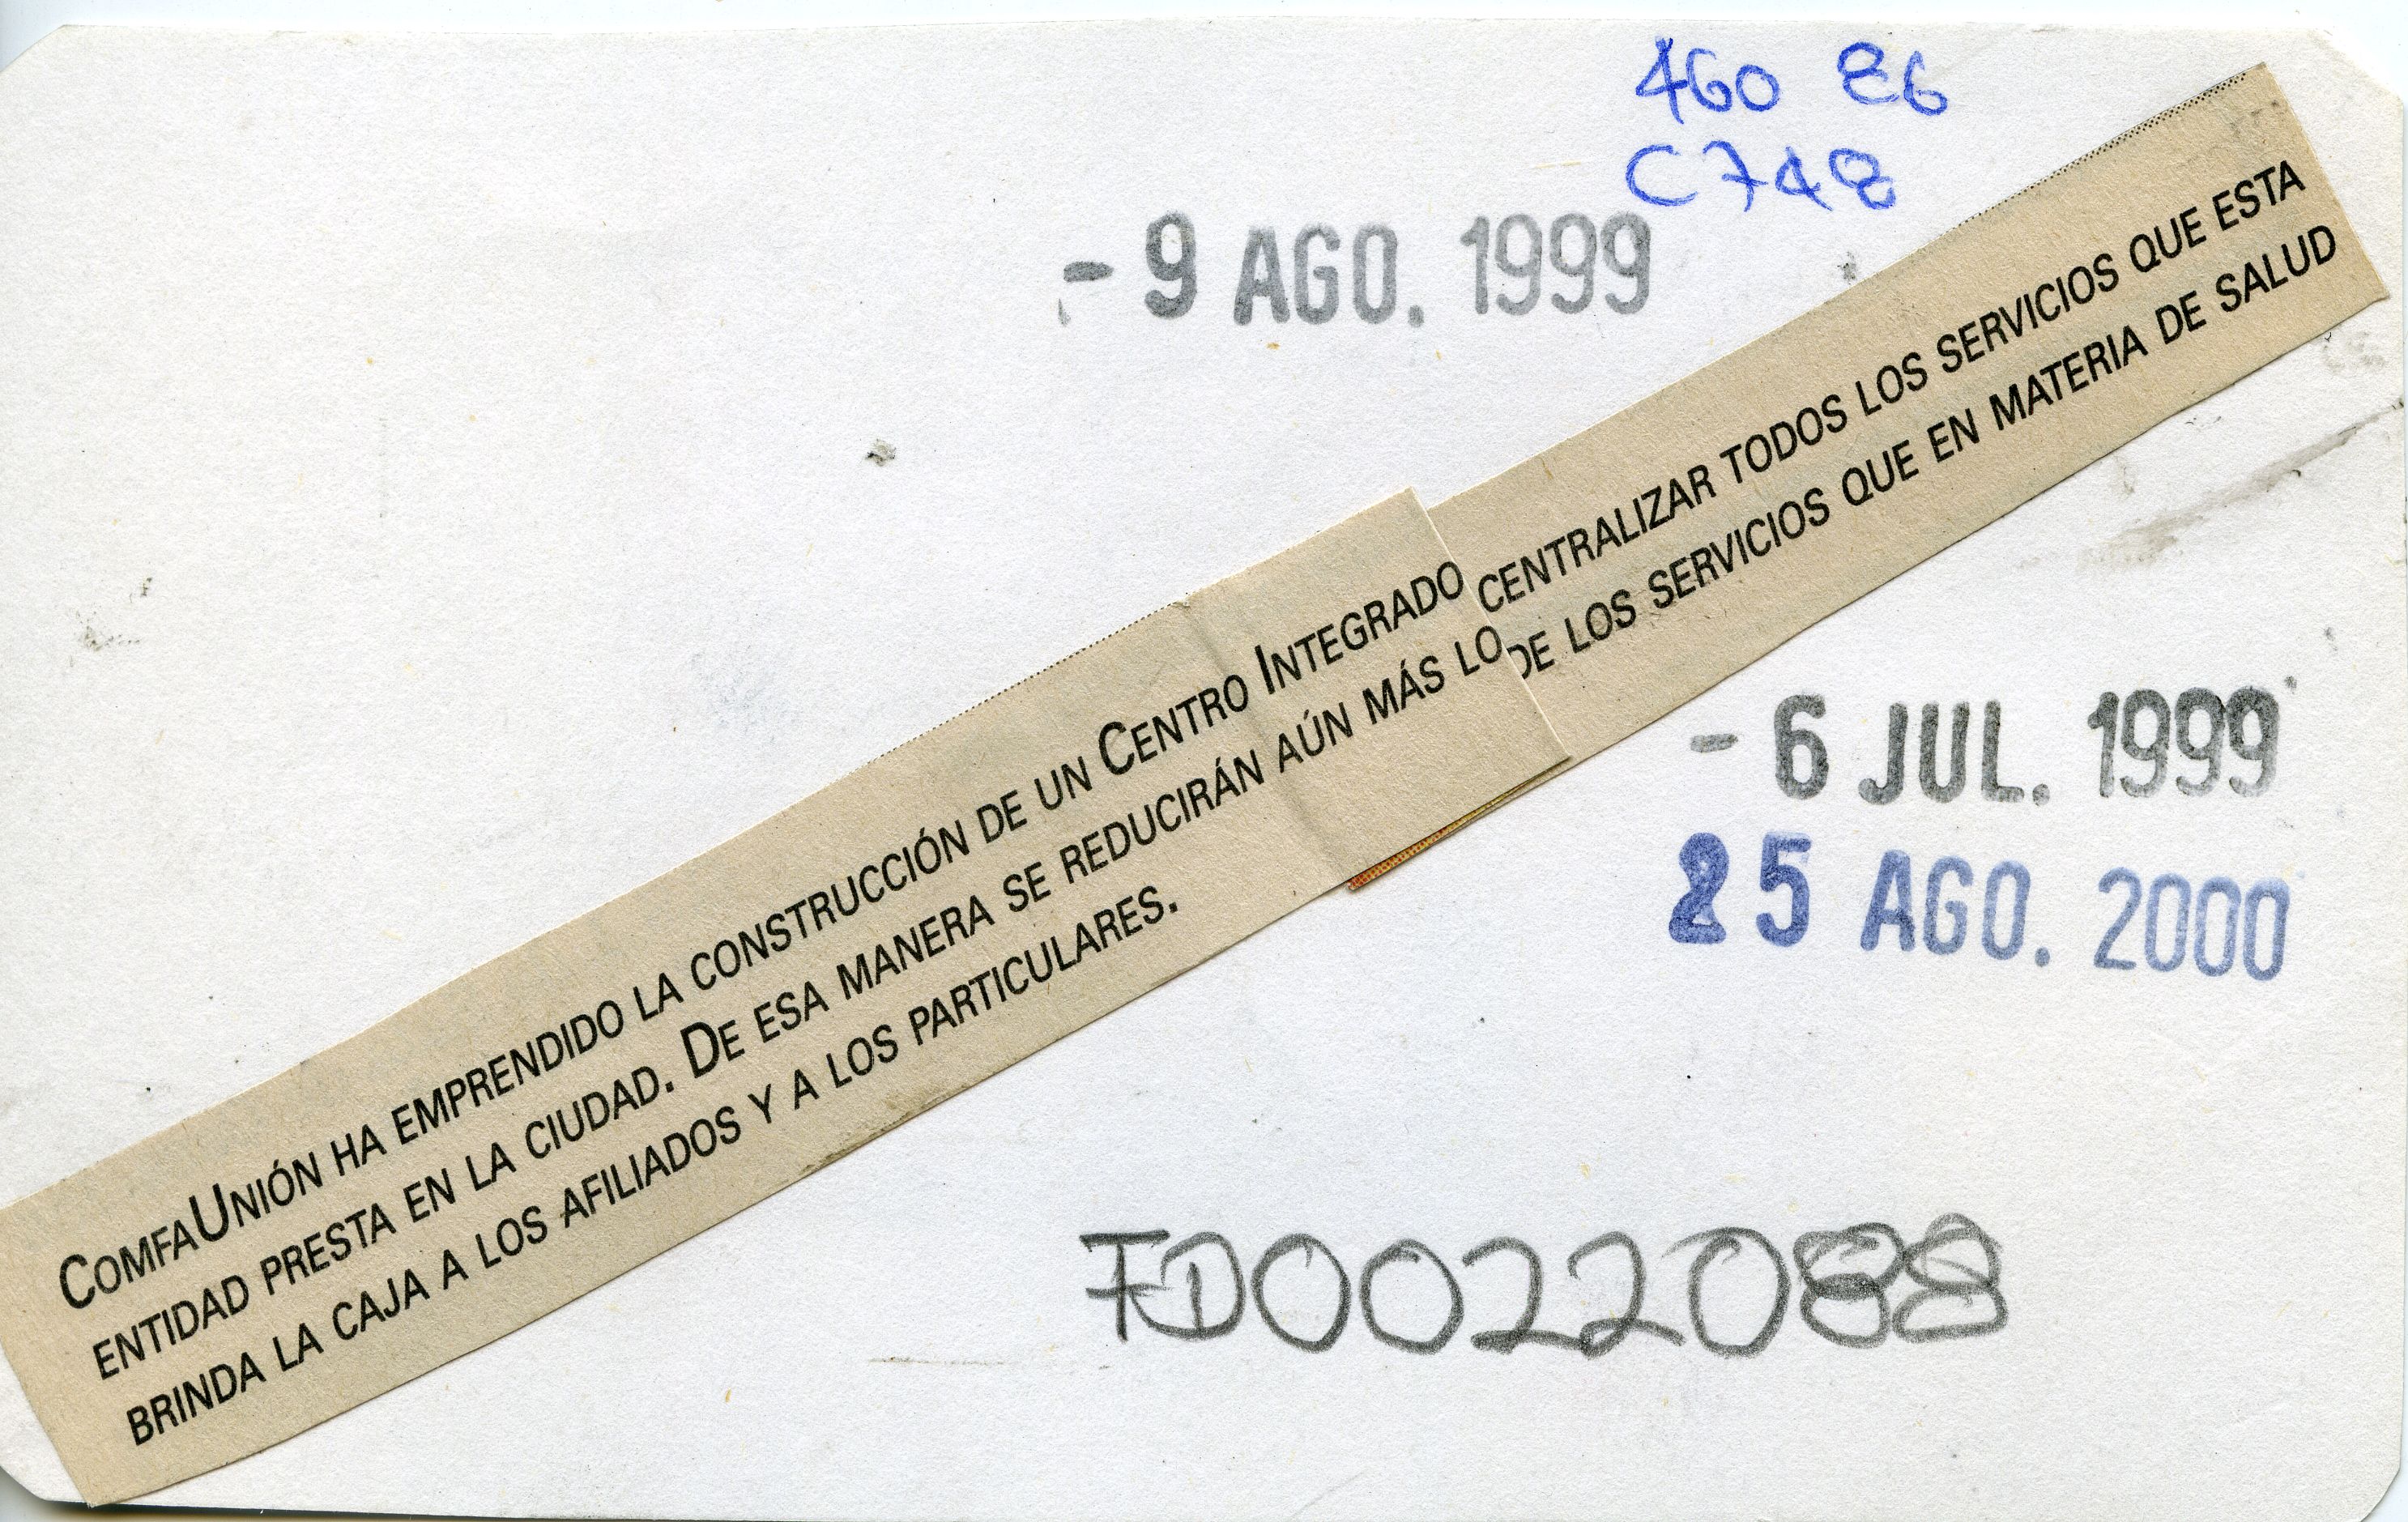 460 86
C748
- 9 AGO. 1999
COMFAUNIÓN HA EMPRENDIDO LA CONSTRUCCIÓN DE UN CENTRO INTEGRADO CENTRALIZAR TODOS LOS SERVICIOS QUE ESTA
ENTIDAD PRESTA EN LA CIUDAD. DE ESA MANERA SE REDUCIRÁN AÚN MÁS LO DE LOS SERVICIOS QUE EN MATERIA DE SALUD
BRINDA LA CAJA A LOS AFILIADOS Y A LOS PARTICULARES.
- 6 JUL. 1999
25 AGO. 2000
FD0022088